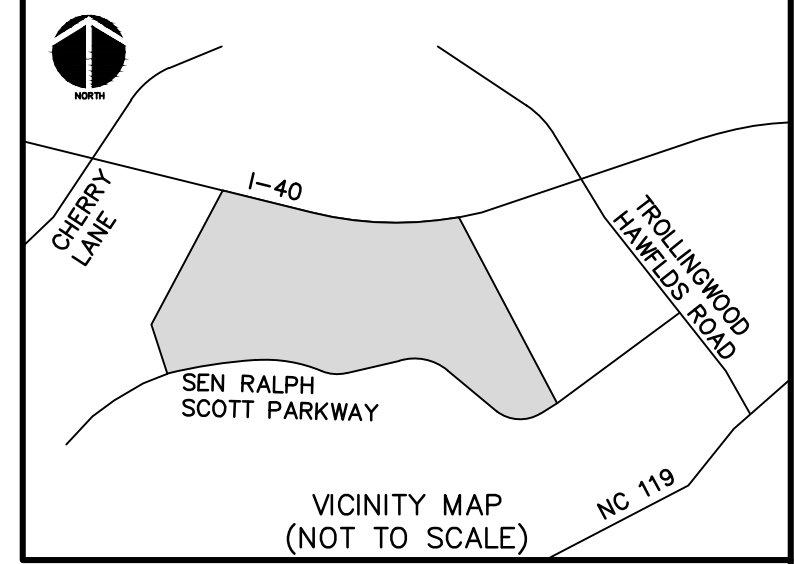 NORTH
I-40
CHERRY
LANE
TROLLINGWOOD
HAWFLDS ROAD
SEN RALPH
SCOTT PARKWAY
NC 119
VICINITY MAP
(NOT TO SCALE)